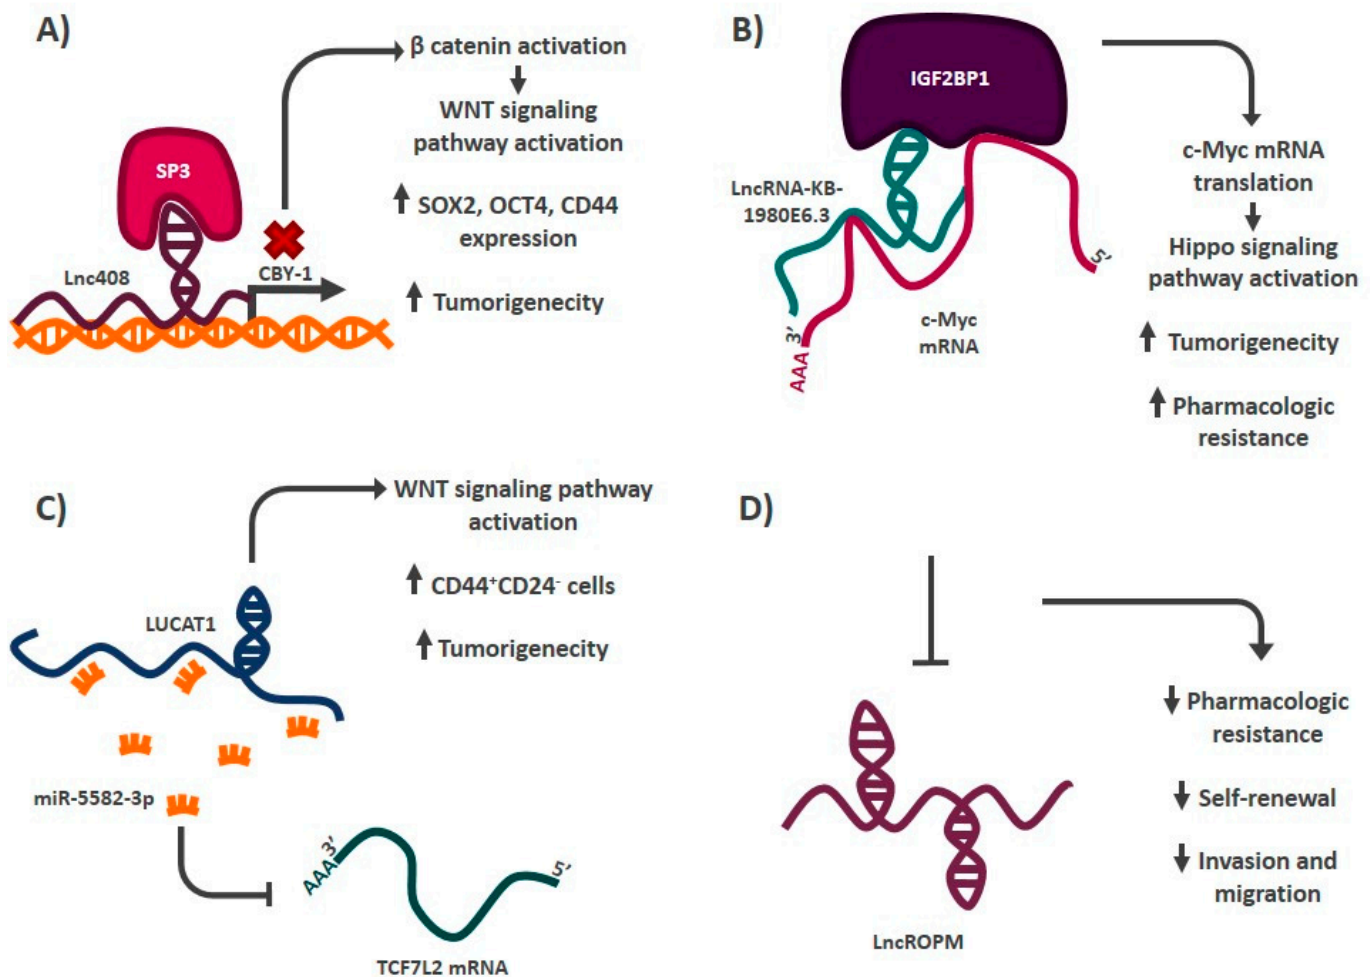 A)
β catenin activation
WNT signaling
pathway activation
SOX2, OCT4, CD44
expression
Tumorigenecity
SP3
Lnc408
CBY-1
B)
IGF2BP1
LncRNA-KB-
1980E6.3
c-Myc
mRNA
3’
AAA
5’
c-Myc mRNA
translation
Hippo signaling
pathway activation
Tumorigenecity
Pharmacologic
resistance
C)
WNT signaling pathway
activation
CD44⁺CD24⁻ cells
Tumorigenecity
LUCAT1
miR-5582-3p
AAA
3’
5’
TCF7L2 mRNA
D)
LncROPM
Pharmacologic
resistance
Self-renewal
Invasion and
migration